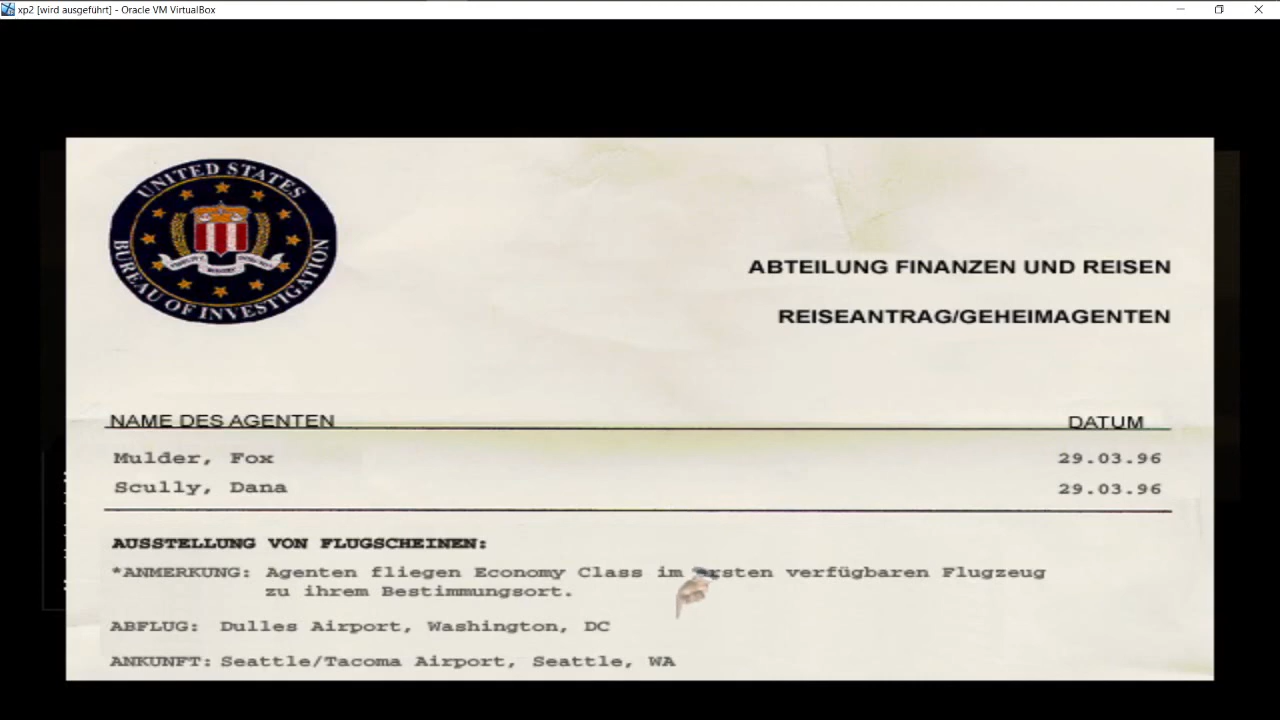 xp2 [wird ausgeführt] - Oracle VM VirtualBox
UNITED STATES
BUREAU OF INVESTIGATION
ABTEILUNG FINANZEN UND REISEN
REISEANTRAG/GEHEIMAGENTEN
NAME DES AGENTEN DATUM
Mulder, Fox 29.03.96
Scully, Dana 29.03.96
AUSSTELLUNG VON FLUGSCHEINEN:
*ANMERKUNG: Agenten fliegen Economy Class im ersten verfügbaren Flugzeug
zu ihrem Bestimmungsort.
ABFLUG: Dulles Airport, Washington, DC
ANKUNFT: Seattle/Tacoma Airport, Seattle, WA